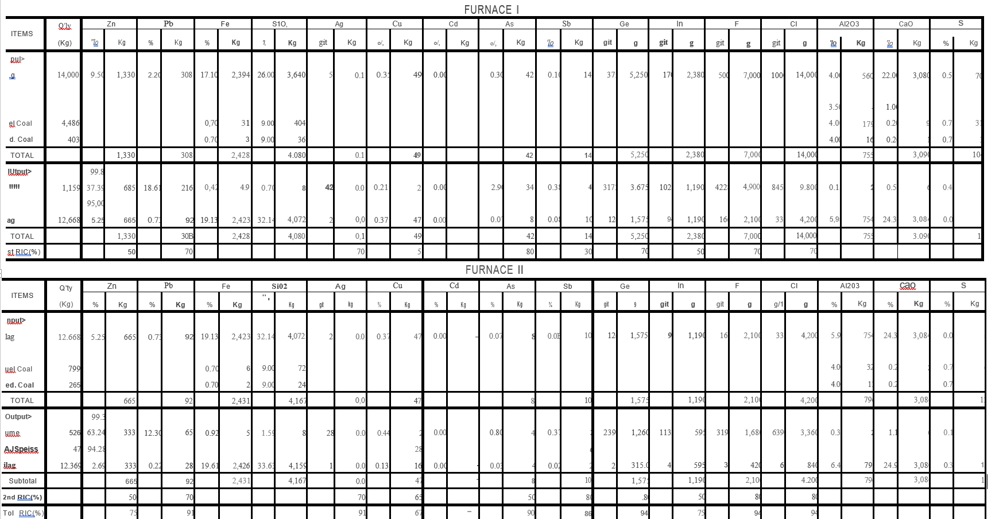 FURNACE I
ITEMS Q'ly Zn Pb Fe S1O, Ag Cu Cd As Sb Ge In F Cl Al2O3 CaO S
(Kg) "lo Kg % Kg % Kg Kg git Kg o/, Kg o/, Kg o/, Kg "lo Kg git g git g git g git g "lo Kg "lo Kg % Kg
pul>
.g 14,000 9.50 1,330 2.20 308 17.10 2,394 26.00 3,640 5 0.1 0.35 49 0.00 0.30 42 0.10 14 37 5,250 170 2,380 500 7,000 100 14,000 4.00 560 22.00 3,080 0.5 70
3.50 1.00
el Coal 4,486 0,70 31 9.00 404 4.0 179 0.2 9 0.7 31
d. Coal 403 0.70 3 9.00 36 4.00 16 0.2 1 0.7
TOTAL 1,330 308 2,428 4.080 0.1 49 42 14 5,250 2,380 7,000 14,000 755 3,090 10
lUtput> 99.8
""" 1,159 37.39 685 18.61 216 0,42 4.9 0.70 8 42 0.0 0.21 2 0.00 2.90 34 0.38 4 317 3.675 102 1,190 422 4,900 845 9.800 0.1 2 0.5 6 0.4
95,00
ag 12,668 5.25 665 0.73 92 19.13 2,423 32.14 4,072 2 0,0 0.37 47 0.00 0.07 8 0.08 10 12 1,575 9 1,190 16 2,100 33 4,200 5,9 754 24.3 3,084 0.0
TOTAL 1,330 30B 2,428 4,080 0,1 49 42 14 5,250 2,380 7,000 14,000 755 3.090 1
st RIC(%) 50 70 70 5 80 30 70 50 70 70
FURNACE II
ITEMS Q'ty Zn Pb Fe Si02 Ag Cu Cd As Sb Ge In F Cl Al203 cao S
(Kg) % Kg % Kg % Kg "". Kg git kg % Kg % Kg % Kg % Kg git g git g git g g/1 g % Kg % Kg % Kg
nput>
lag 12.668 5.25 665 0.73 92 19.13 2,423 32.14 4,072 2 0.0 0.37 47 0.00 – 0.07 8 0.03 10 12 1,575 9 1,190 16 2,100 33 4,200 5.9 754 24.3 3,084 0.0
uel Coal 799 0.70 6 9.00 72 4.0 32 0.2 0.7
ed. Coal 265 0.70 2 9.00 24 4.0 11 0.2 0.7
TOTAL 665 92 2,431 4,167 0,0 47 8 10 1,575 1,190 2,100 4,200 790 3,08 1
Output> 99.3
ume 526 63.24 333 12.30 65 0.92 5 1.59 8 28 0.0 0.44 2 0.00 0.80 4 0.37 239 1,260 113 595 319 1,680 639 3,360 0.3 2 1.1 0.1
AJSpeiss 47 94.28 28
ilag 12.369 2.69 333 0.22 28 19.61 2,426 33.63 4,159 1 0.0 0.13 16 0.00 0.03 4 0.02 2 2 315.0 4 595 3 420 6 840 6.4 79 24.9 3,08 0.3
Subtotal 665 92 2,431 4,167 0.0 47 - 8 10 1,57 1,190 2,10 4.200 79 3,08 1
2nd RIC(%) 50 70 70 65 50 80 .80 50 80 80
Tol RIC(%) 75 91 91 67 – 90 86 94 75 94 94